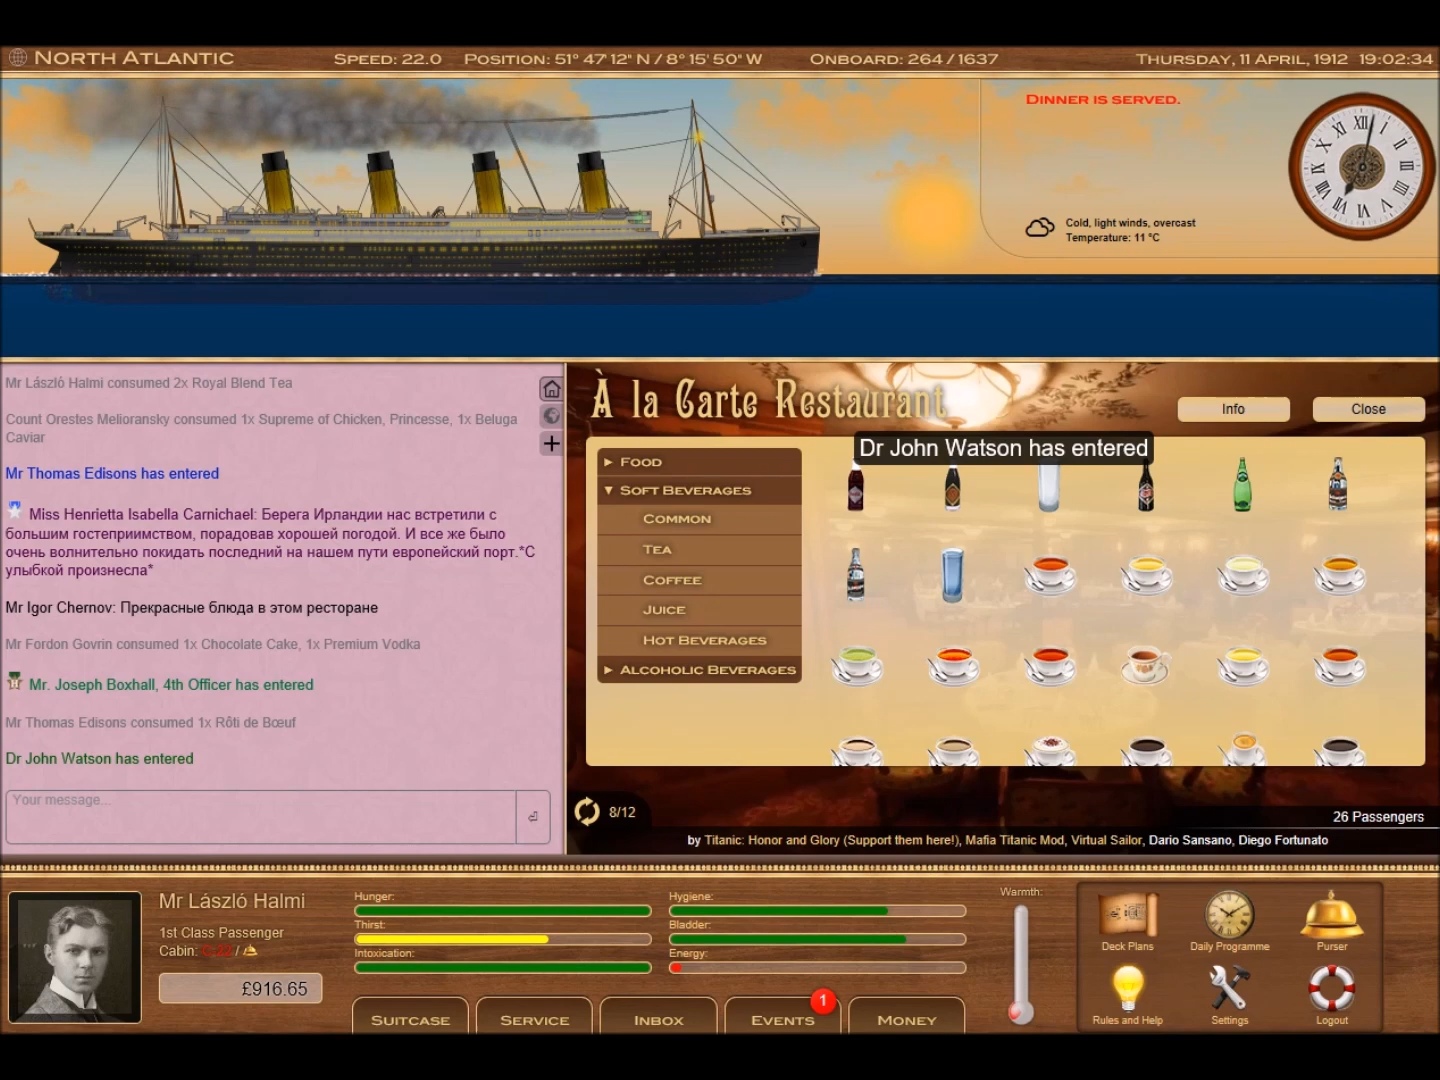 NORTH ATLANTIC
SPEED: 22.0
POSITION: 51° 47' 12" N / 8° 15' 50" W
ONBOARD: 264 / 1637
THURSDAY, 11 APRIL, 1912 19:02:34
DINNER IS SERVED.
Cold, light winds, overcast
Temperature: 11 °C
XII
I
II
III
IV
V
VI
VII
VIII
IX
X
XI
Mr László Halmi consumed 2x Royal Blend Tea
Count Orestes Melioransky consumed 1x Supreme of Chicken, Princesse, 1x Beluga
Caviar
Mr Thomas Edisons has entered
Miss Henrietta Isabella Carnichael: Берега Ирландии нас встретили с
большим гостеприимством, порадовав хорошей погодой. И все же было
очень волнительно покидать последний на нашем пути европейский порт.*С
улыбкой произнесла*
Mr Igor Chernov: Прекрасные блюда в этом ресторане
Mr Fordon Govrin consumed 1x Chocolate Cake, 1x Premium Vodka
Mr. Joseph Boxhall, 4th Officer has entered
Mr Thomas Edisons consumed 1x Rôti de Bœuf
Dr John Watson has entered
Your message...
À la Carte Restaurant
Info
Close
Dr John Watson has entered
FOOD
SOFT BEVERAGES
COMMON
TEA
COFFEE
JUICE
HOT BEVERAGES
ALCOHOLIC BEVERAGES
8/12
26 Passengers
by Titanic: Honor and Glory (Support them here!), Mafia Titanic Mod, Virtual Sailor, Dario Sansano, Diego Fortunato
Mr László Halmi
1st Class Passenger
Cabin: / 
£916.65
Hunger:
Thirst:
Intoxication:
Hygiene:
Bladder:
Energy:
Warmth:
SUITCASE
SERVICE
INBOX
EVENTS
1
MONEY
Deck Plans
Daily Programme
Purser
Rules and Help
Settings
Logout